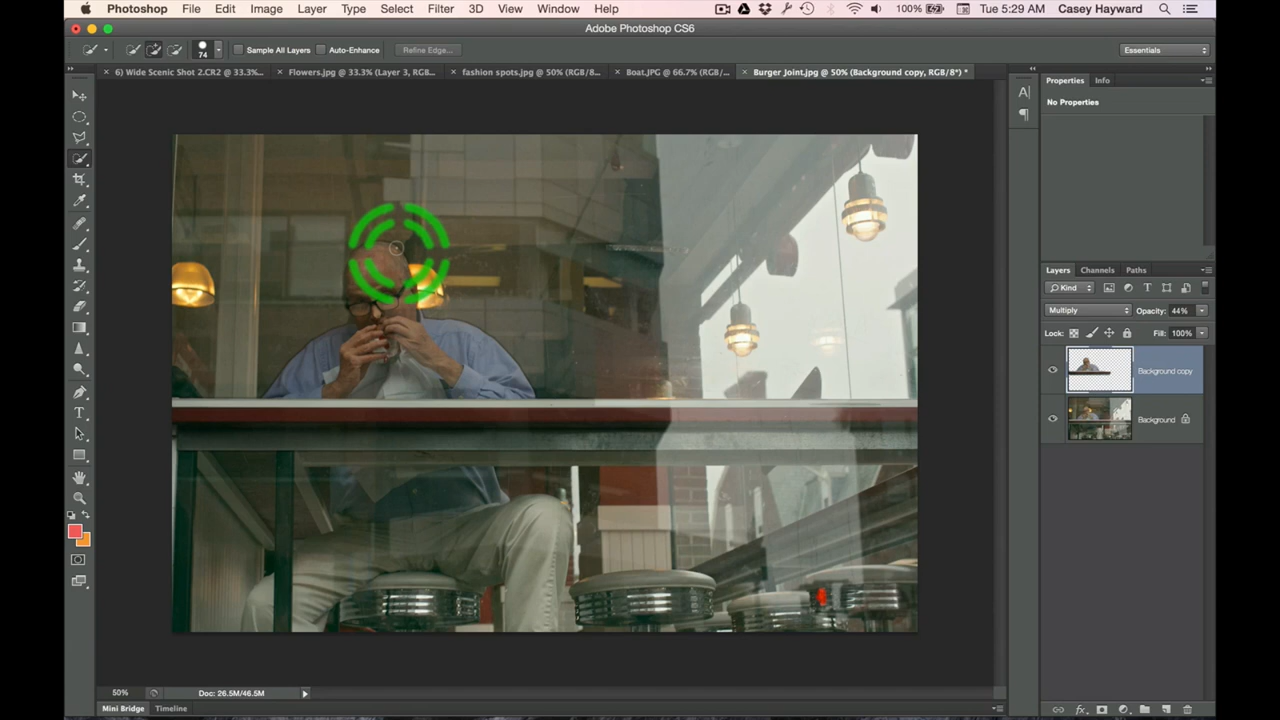 Photoshop File Edit Image Layer Type Select Filter 3D View Window Help 100% Tue 5:29 AM Casey Hayward
Adobe Photoshop CS6
74 Sample All Layers Auto-Enhance Refine Edge... Essentials
6) Wide Scenic Shot 2.CR2 @ 33.3%... Flowers.jpg @ 33.3% (Layer 3, RGB... fashion spots.jpg @ 50% (RGB/8... Boat.JPG @ 66.7% (RGB/... Burger Joint.jpg @ 50% (Background copy, RGB/8*) *
Properties Info
No Properties
Layers Channels Paths
Kind
Multiply Opacity: 44%
Lock: Fill: 100%
Background copy
Background
50% Doc: 26.5M/46.5M
Mini Bridge Timeline